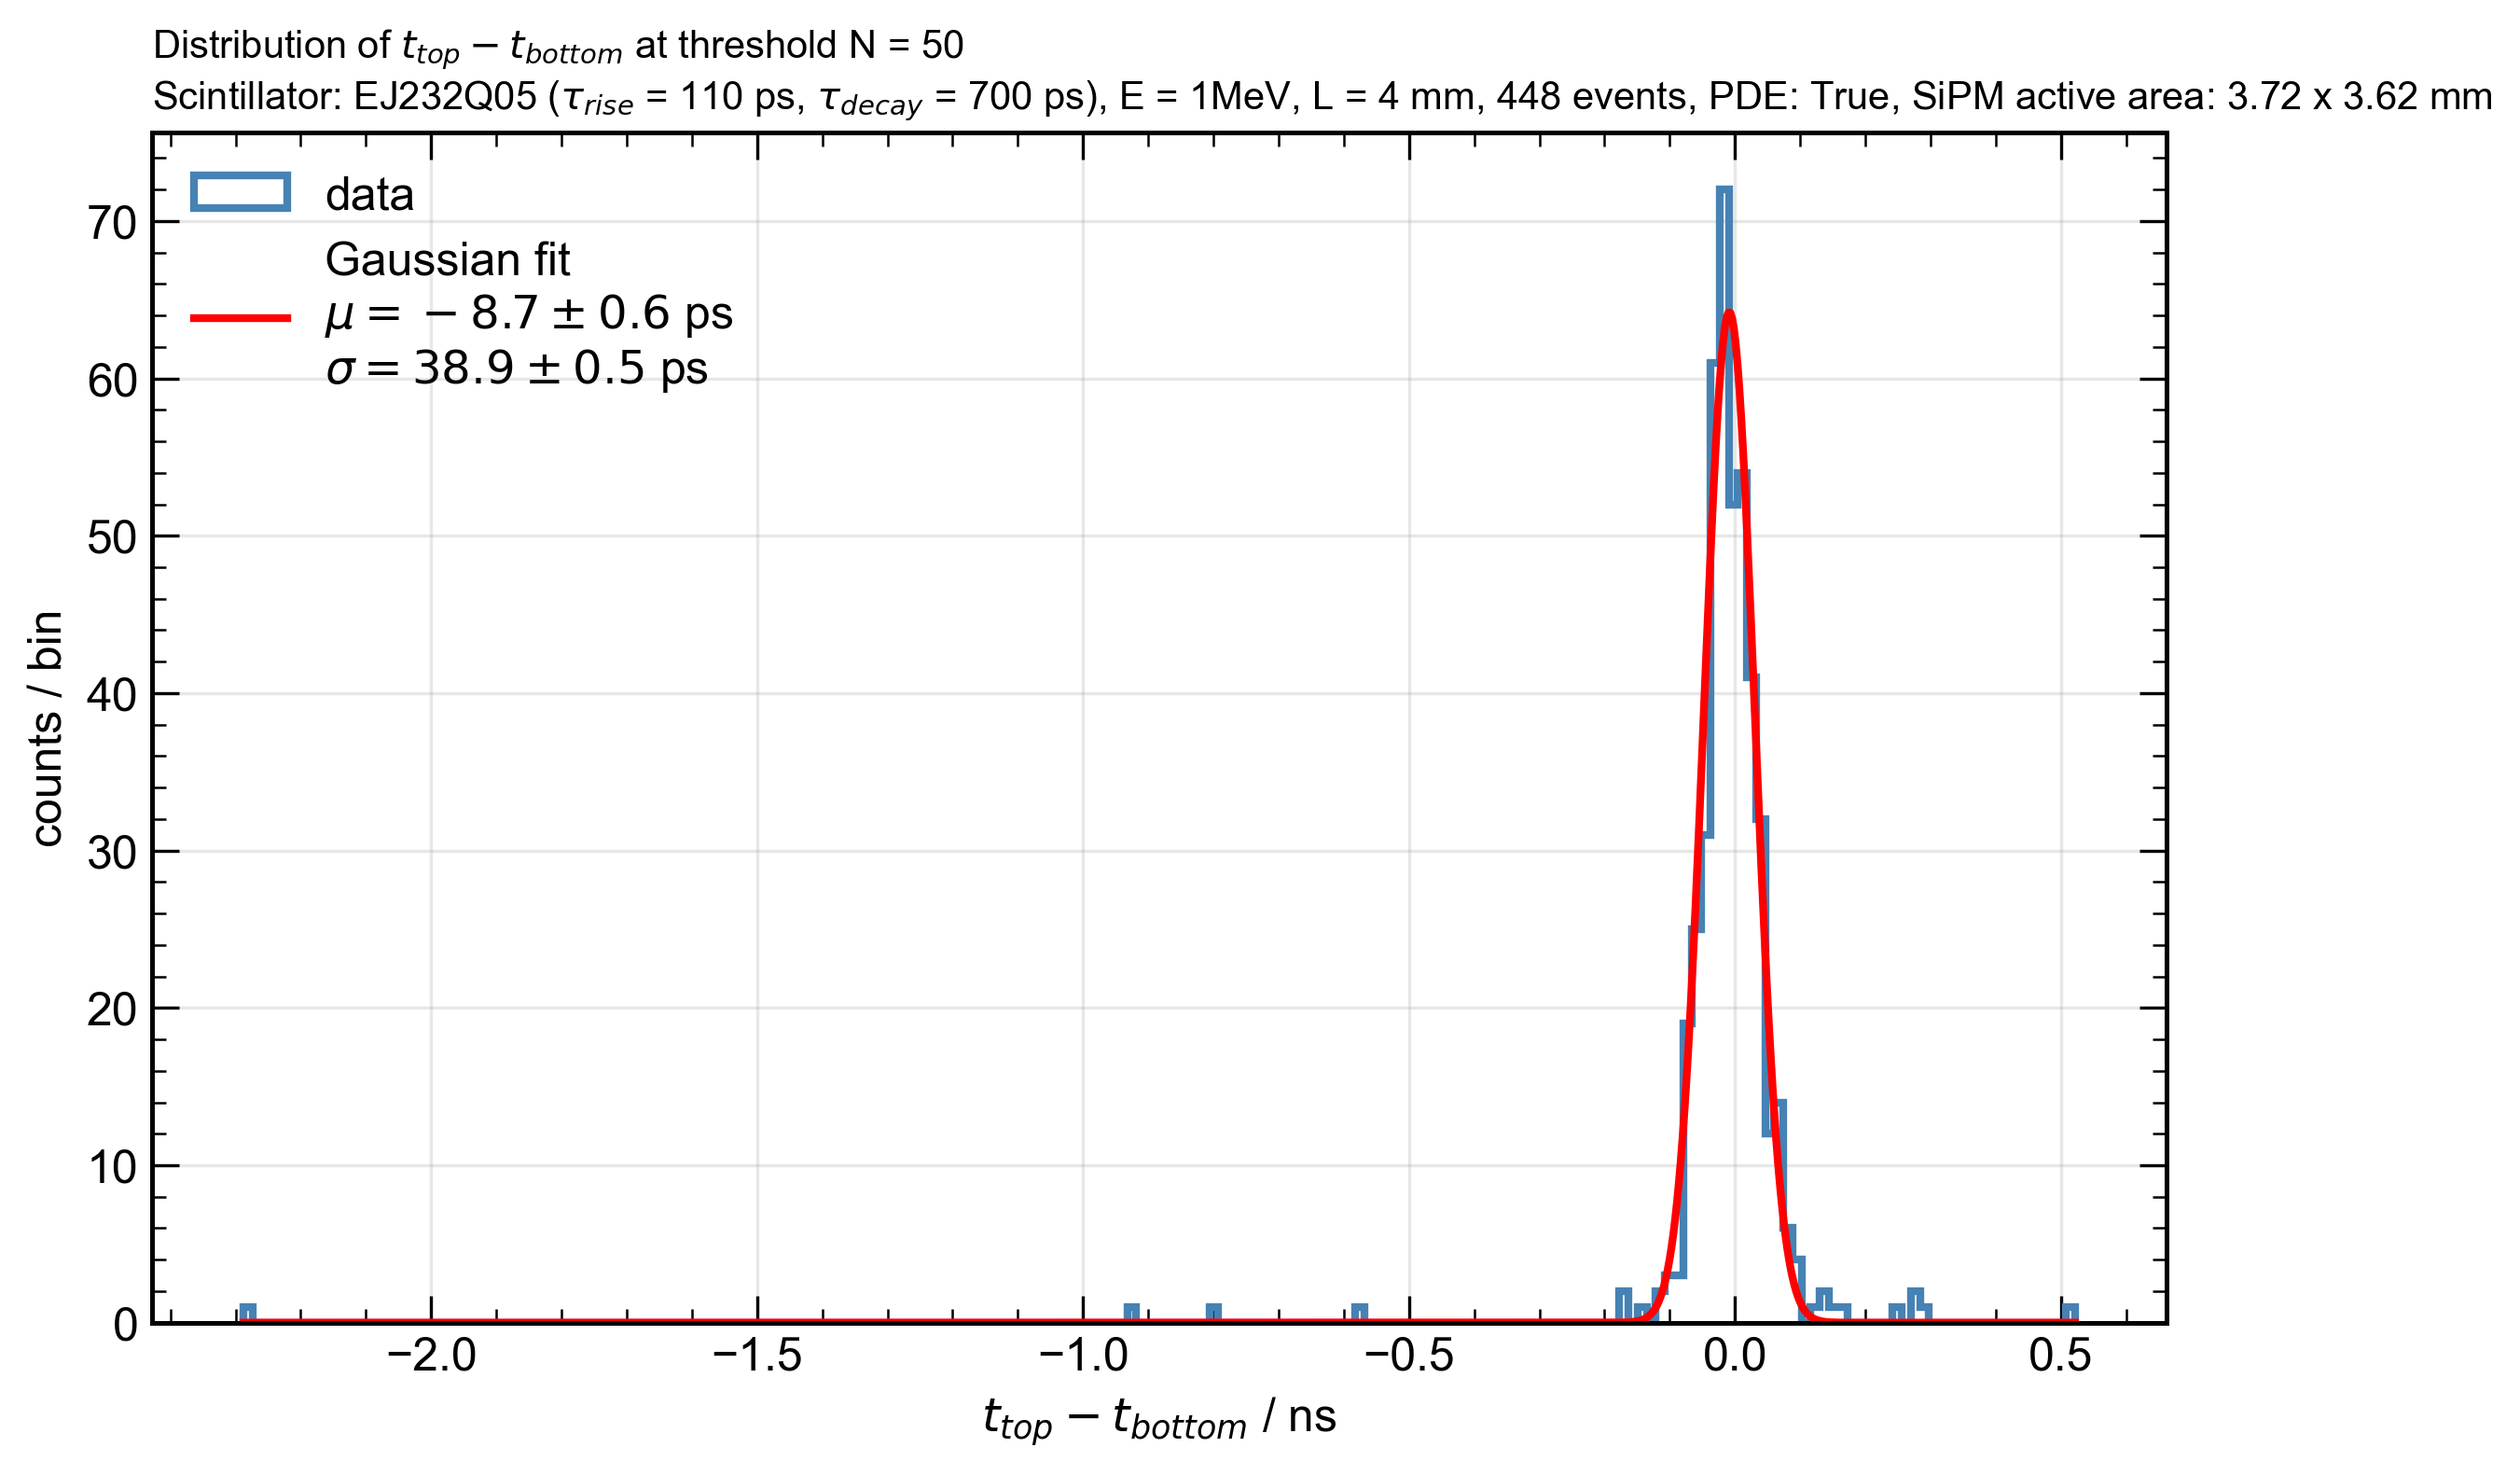 Distribution of t_top − t_bottom at threshold N = 50
Scintillator: EJ232Q05 (τ_rise = 110 ps, τ_decay = 700 ps), E = 1MeV, L = 4 mm, 448 events, PDE: True, SiPM active area: 3.72 x 3.62 mm
data
Gaussian fit
μ = − 8.7 ± 0.6 ps
σ = 38.9 ± 0.5 ps
70
60
50
40
30
20
10
0
counts / bin
−2.0 −1.5 −1.0 −0.5 0.0 0.5
t_top − t_bottom / ns